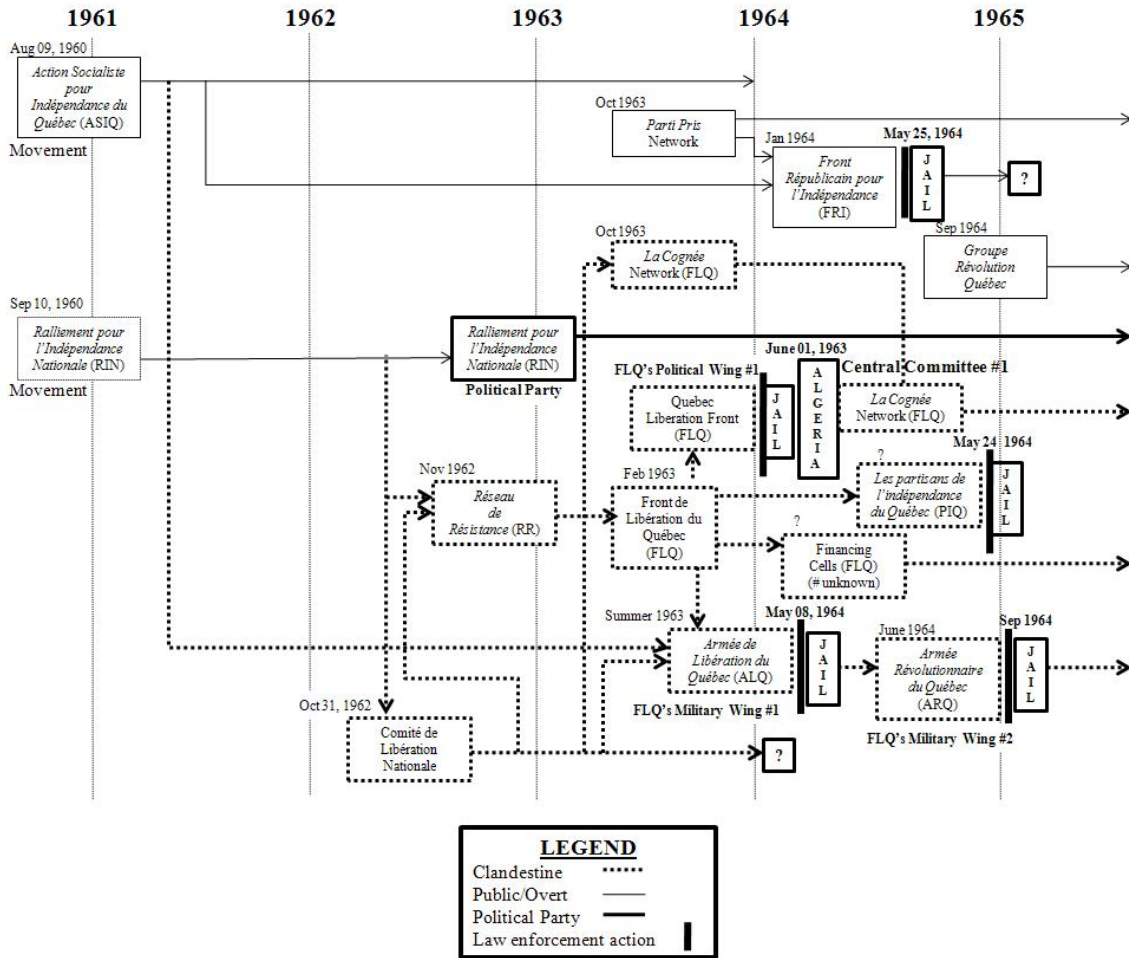 1961
1962
1963
1964
1965
Aug 09, 1960
Action Socialiste
pour
Indépendance du
Québec (ASIQ)
Movement
Oct 1963
Parti Pris
Network
Jan 1964
Front
Républicain pour
l'Indépendance
(FRI)
May 25, 1964
J
A
I
L
?
Sep 1964
Groupe
Révolution
Québec
Oct 1963
La Cognée
Network (FLQ)
Sep 10, 1960
Ralliement pour
l'Indépendance
Nationale (RIN)
Movement
Ralliement pour
l'Indépendance
Nationale (RIN)
Political Party
FLQ's Political Wing #1
Quebec
Liberation Front
(FLQ)
J
A
I
L
June 01, 1963
A
L
G
E
R
I
A
Central Committee #1
La Cognée
Network (FLQ)
May 24 1964
?
Les partisans de
l'indépendance
du Québec (PIQ)
J
A
I
L
Nov 1962
Réseau
de
Résistance (RR)
Feb 1963
Front de
Libération du
Québec
(FLQ)
?
Financing
Cells (FLQ)
(# unknown)
Summer 1963
Armée de
Libération du
Québec (ALQ)
FLQ's Military Wing #1
May 08, 1964
J
A
I
L
June 1964
Armée
Révolutionnaire
du Québec
(ARQ)
FLQ's Military Wing #2
Sep 1964
J
A
I
L
Oct 31, 1962
Comité de
Libération
Nationale
?
LEGEND
Clandestine
Public/Overt
Political Party
Law enforcement action